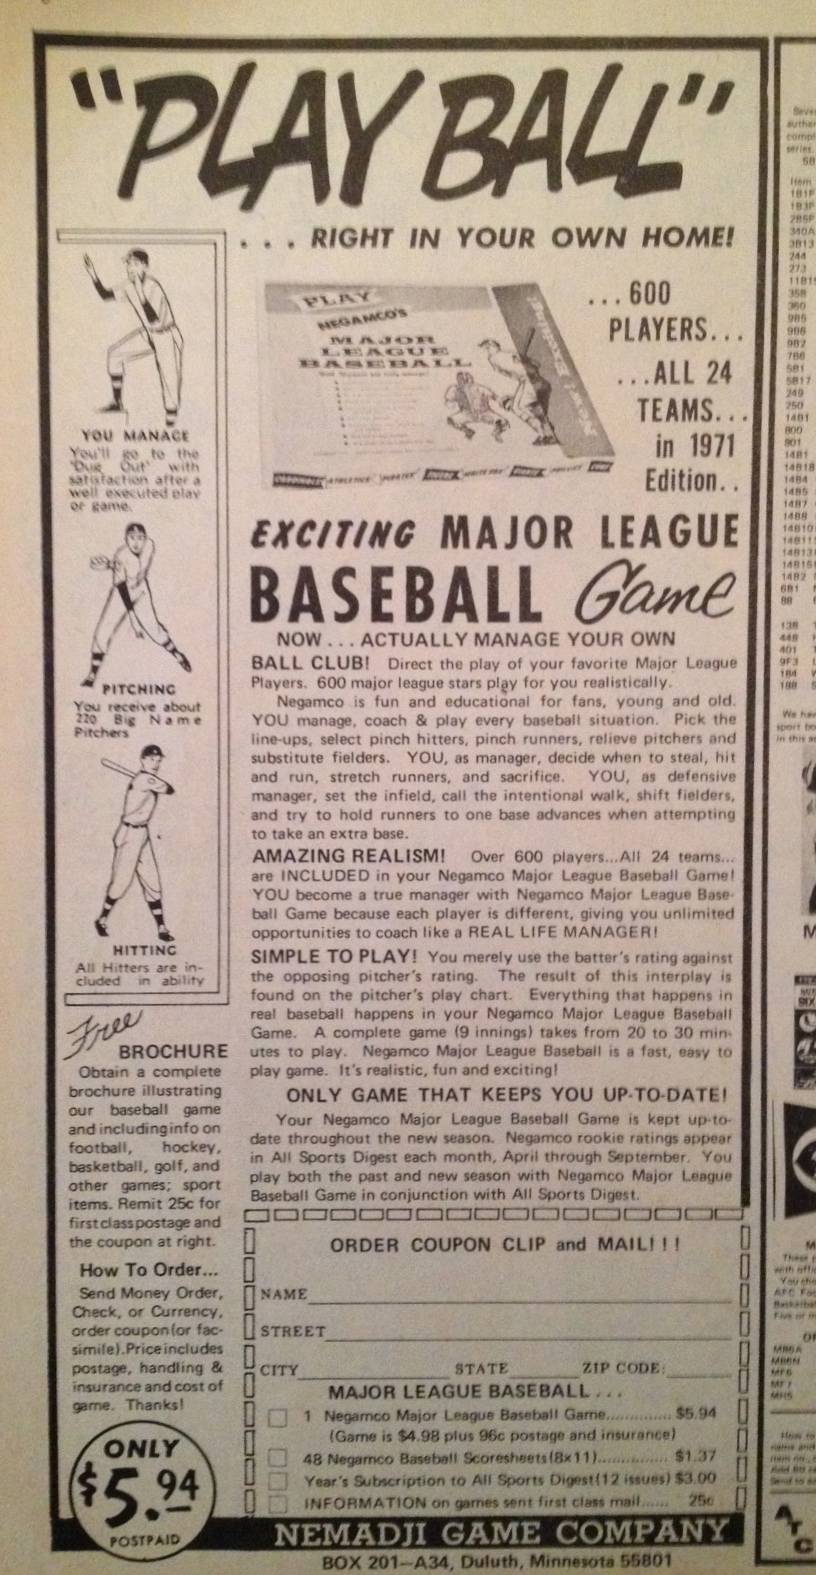 "PLAY BALL"
... RIGHT IN YOUR OWN HOME!
YOU MANAGE
You'll go to the
"Dug Out" with
satisfaction after a
well executed play
or game.
PITCHING
You receive about
220 Big Name
Pitchers
HITTING
All Hitters are in-
cluded in ability
PLAY
NEGAMCO'S
MAJOR
LEAGUE
BASEBALL
...600
PLAYERS...
...ALL 24
TEAMS...
in 1971
Edition..
EXCITING MAJOR LEAGUE
BASEBALL Game
NOW... ACTUALLY MANAGE YOUR OWN
BALL CLUB! Direct the play of your favorite Major League
Players. 600 major league stars play for you realistically.
Negamco is fun and educational for fans, young and old.
YOU manage, coach & play every baseball situation. Pick the
line-ups, select pinch hitters, pinch runners, relieve pitchers and
substitute fielders. YOU, as manager, decide when to steal, hit
and run, stretch runners, and sacrifice. YOU, as defensive
manager, set the infield, call the intentional walk, shift fielders,
and try to hold runners to one base advances when attempting
to take an extra base.
AMAZING REALISM! Over 600 players...All 24 teams...
are INCLUDED in your Negamco Major League Baseball Game!
YOU become a true manager with Negamco Major League Base-
ball Game because each player is different, giving you unlimited
opportunities to coach like a REAL LIFE MANAGER!
SIMPLE TO PLAY! You merely use the batter's rating against
the opposing pitcher's rating. The result of this interplay is
found on the pitcher's play chart. Everything that happens in
real baseball happens in your Negamco Major League Baseball
Game. A complete game (9 innings) takes from 20 to 30 min-
utes to play. Negamco Major League Baseball is a fast, easy to
play game. It's realistic, fun and exciting!
ONLY GAME THAT KEEPS YOU UP-TO-DATE!
Your Negamco Major League Baseball Game is kept up-to-
date throughout the new season. Negamco rookie ratings appear
in All Sports Digest each month, April through September. You
play both the past and new season with Negamco Major League
Baseball Game in conjunction with All Sports Digest.
Free
BROCHURE
Obtain a complete
brochure illustrating
our baseball game
and including info on
football, hockey,
basketball, golf, and
other games; sport
items. Remit 25c for
first class postage and
the coupon at right.
How To Order...
Send Money Order,
Check, or Currency,
order coupon (or fac-
simile). Price includes
postage, handling &
insurance and cost of
game. Thanks!
ONLY
$5.94
POSTPAID
ORDER COUPON CLIP and MAIL!!!
NAME
STREET
CITY STATE ZIP CODE:
MAJOR LEAGUE BASEBALL...
1 Negamco Major League Baseball Game.............. $5.94
(Game is $4.98 plus 96c postage and insurance)
48 Negamco Baseball Scoresheets (8x11)............... $1.37
Year's Subscription to All Sports Digest (12 issues) $3.00
INFORMATION on games sent first class mail...... 25c
NEMADJI GAME COMPANY
BOX 201-A34, Duluth, Minnesota 55801